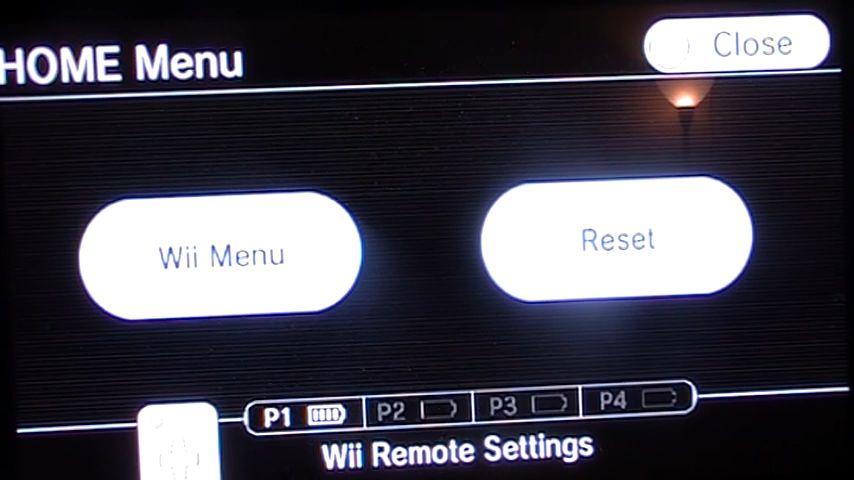 HOME Menu
Close
Wii Menu
Reset
P1 P2 P3 P4
Wii Remote Settings